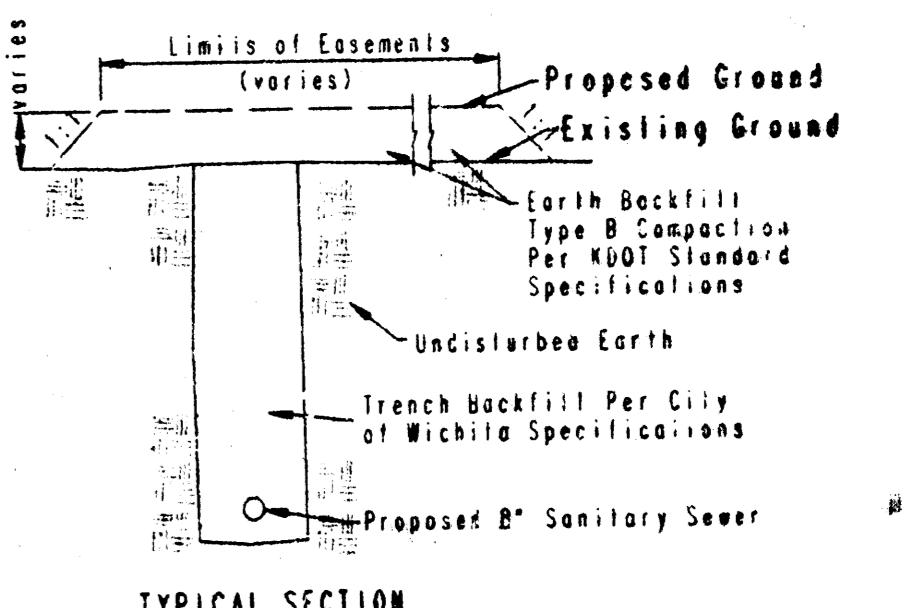 varies
Limits of Easements
(varies)
Proposed Ground
1:1
1:1
Existing Ground
Earth Backfill
Type B Compaction
Per KDOT Standard
Specifications
Undisturbed Earth
Trench Backfill Per City
of Wichita Specifications
Proposed 8" Sanitary Sewer
TYPICAL SECTION